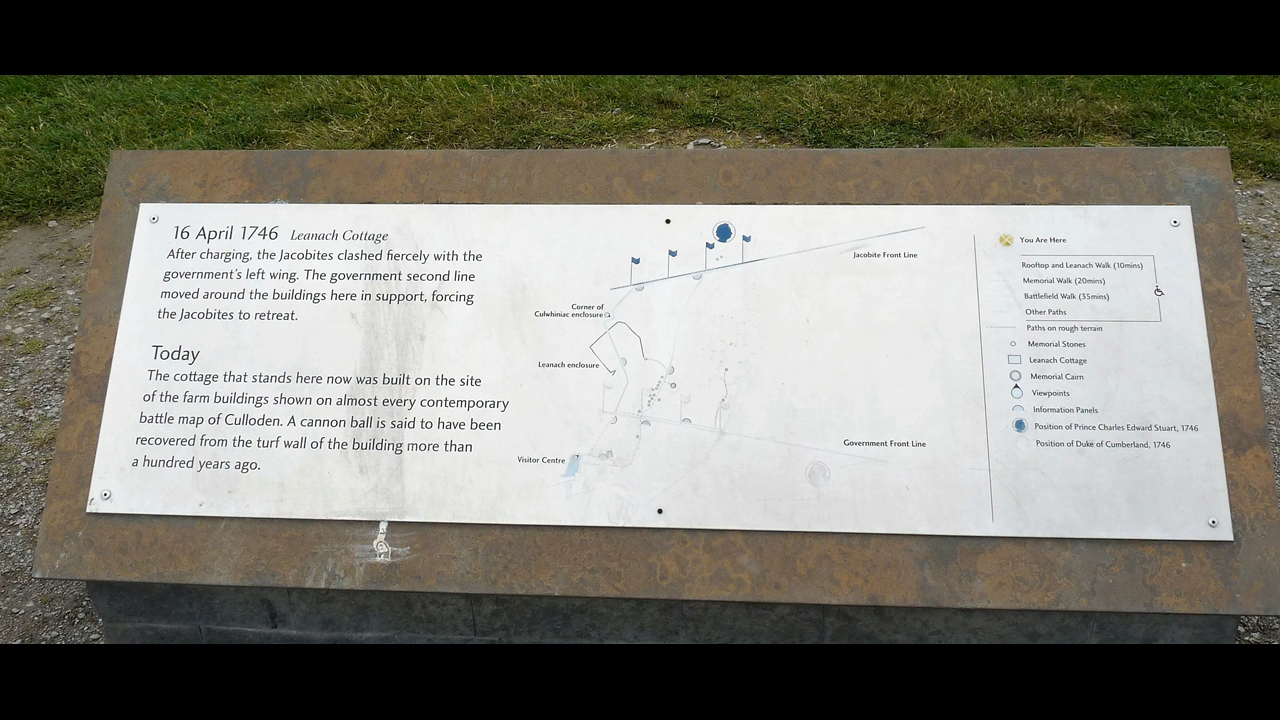 16 April 1746 Leanach Cottage
After charging, the Jacobites clashed fiercely with the
government's left wing. The government second line
moved around the buildings here in support, forcing
the Jacobites to retreat.
Today
The cottage that stands here now was built on the site
of the farm buildings shown on almost every contemporary
battle map of Culloden. A cannon ball is said to have been
recovered from the turf wall of the building more than
a hundred years ago.
Jacobite Front Line
Corner of
Culwhiniac enclosure
Leanach enclosure
Government Front Line
Visitor Centre
You Are Here
Rooftop and Leanach Walk (10mins)
Memorial Walk (20mins)
Battlefield Walk (35mins)
Other Paths
Paths on rough terrain
Memorial Stones
Leanach Cottage
Memorial Cairn
Viewpoints
Information Panels
Position of Prince Charles Edward Stuart, 1746
Position of Duke of Cumberland, 1746